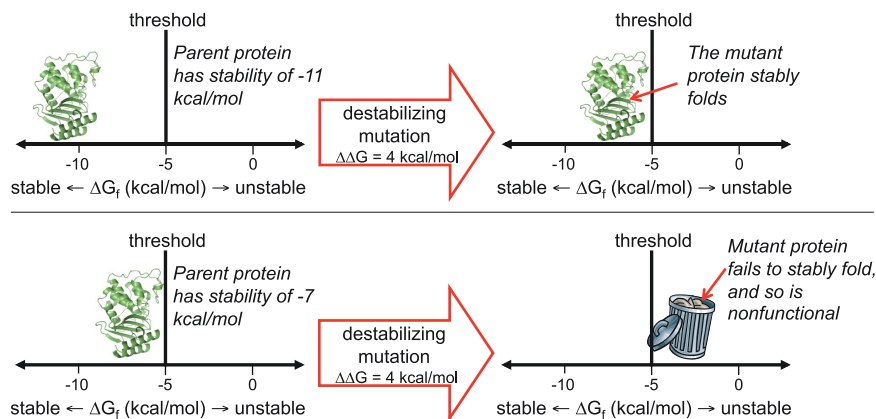 threshold
Parent protein
has stability of -11
kcal/mol
destabilizing
mutation
ΔΔG = 4 kcal/mol
threshold
The mutant
protein stably
folds
-10
-5
0
stable ← ΔGf (kcal/mol) → unstable
-10
-5
0
stable ← ΔGf (kcal/mol) → unstable
threshold
Parent protein
has stability of -7
kcal/mol
destabilizing
mutation
ΔΔG = 4 kcal/mol
threshold
Mutant protein
fails to stably fold,
and so is
nonfunctional
-10
-5
0
stable ← ΔGf (kcal/mol) → unstable
-10
-5
0
stable ← ΔGf (kcal/mol) → unstable